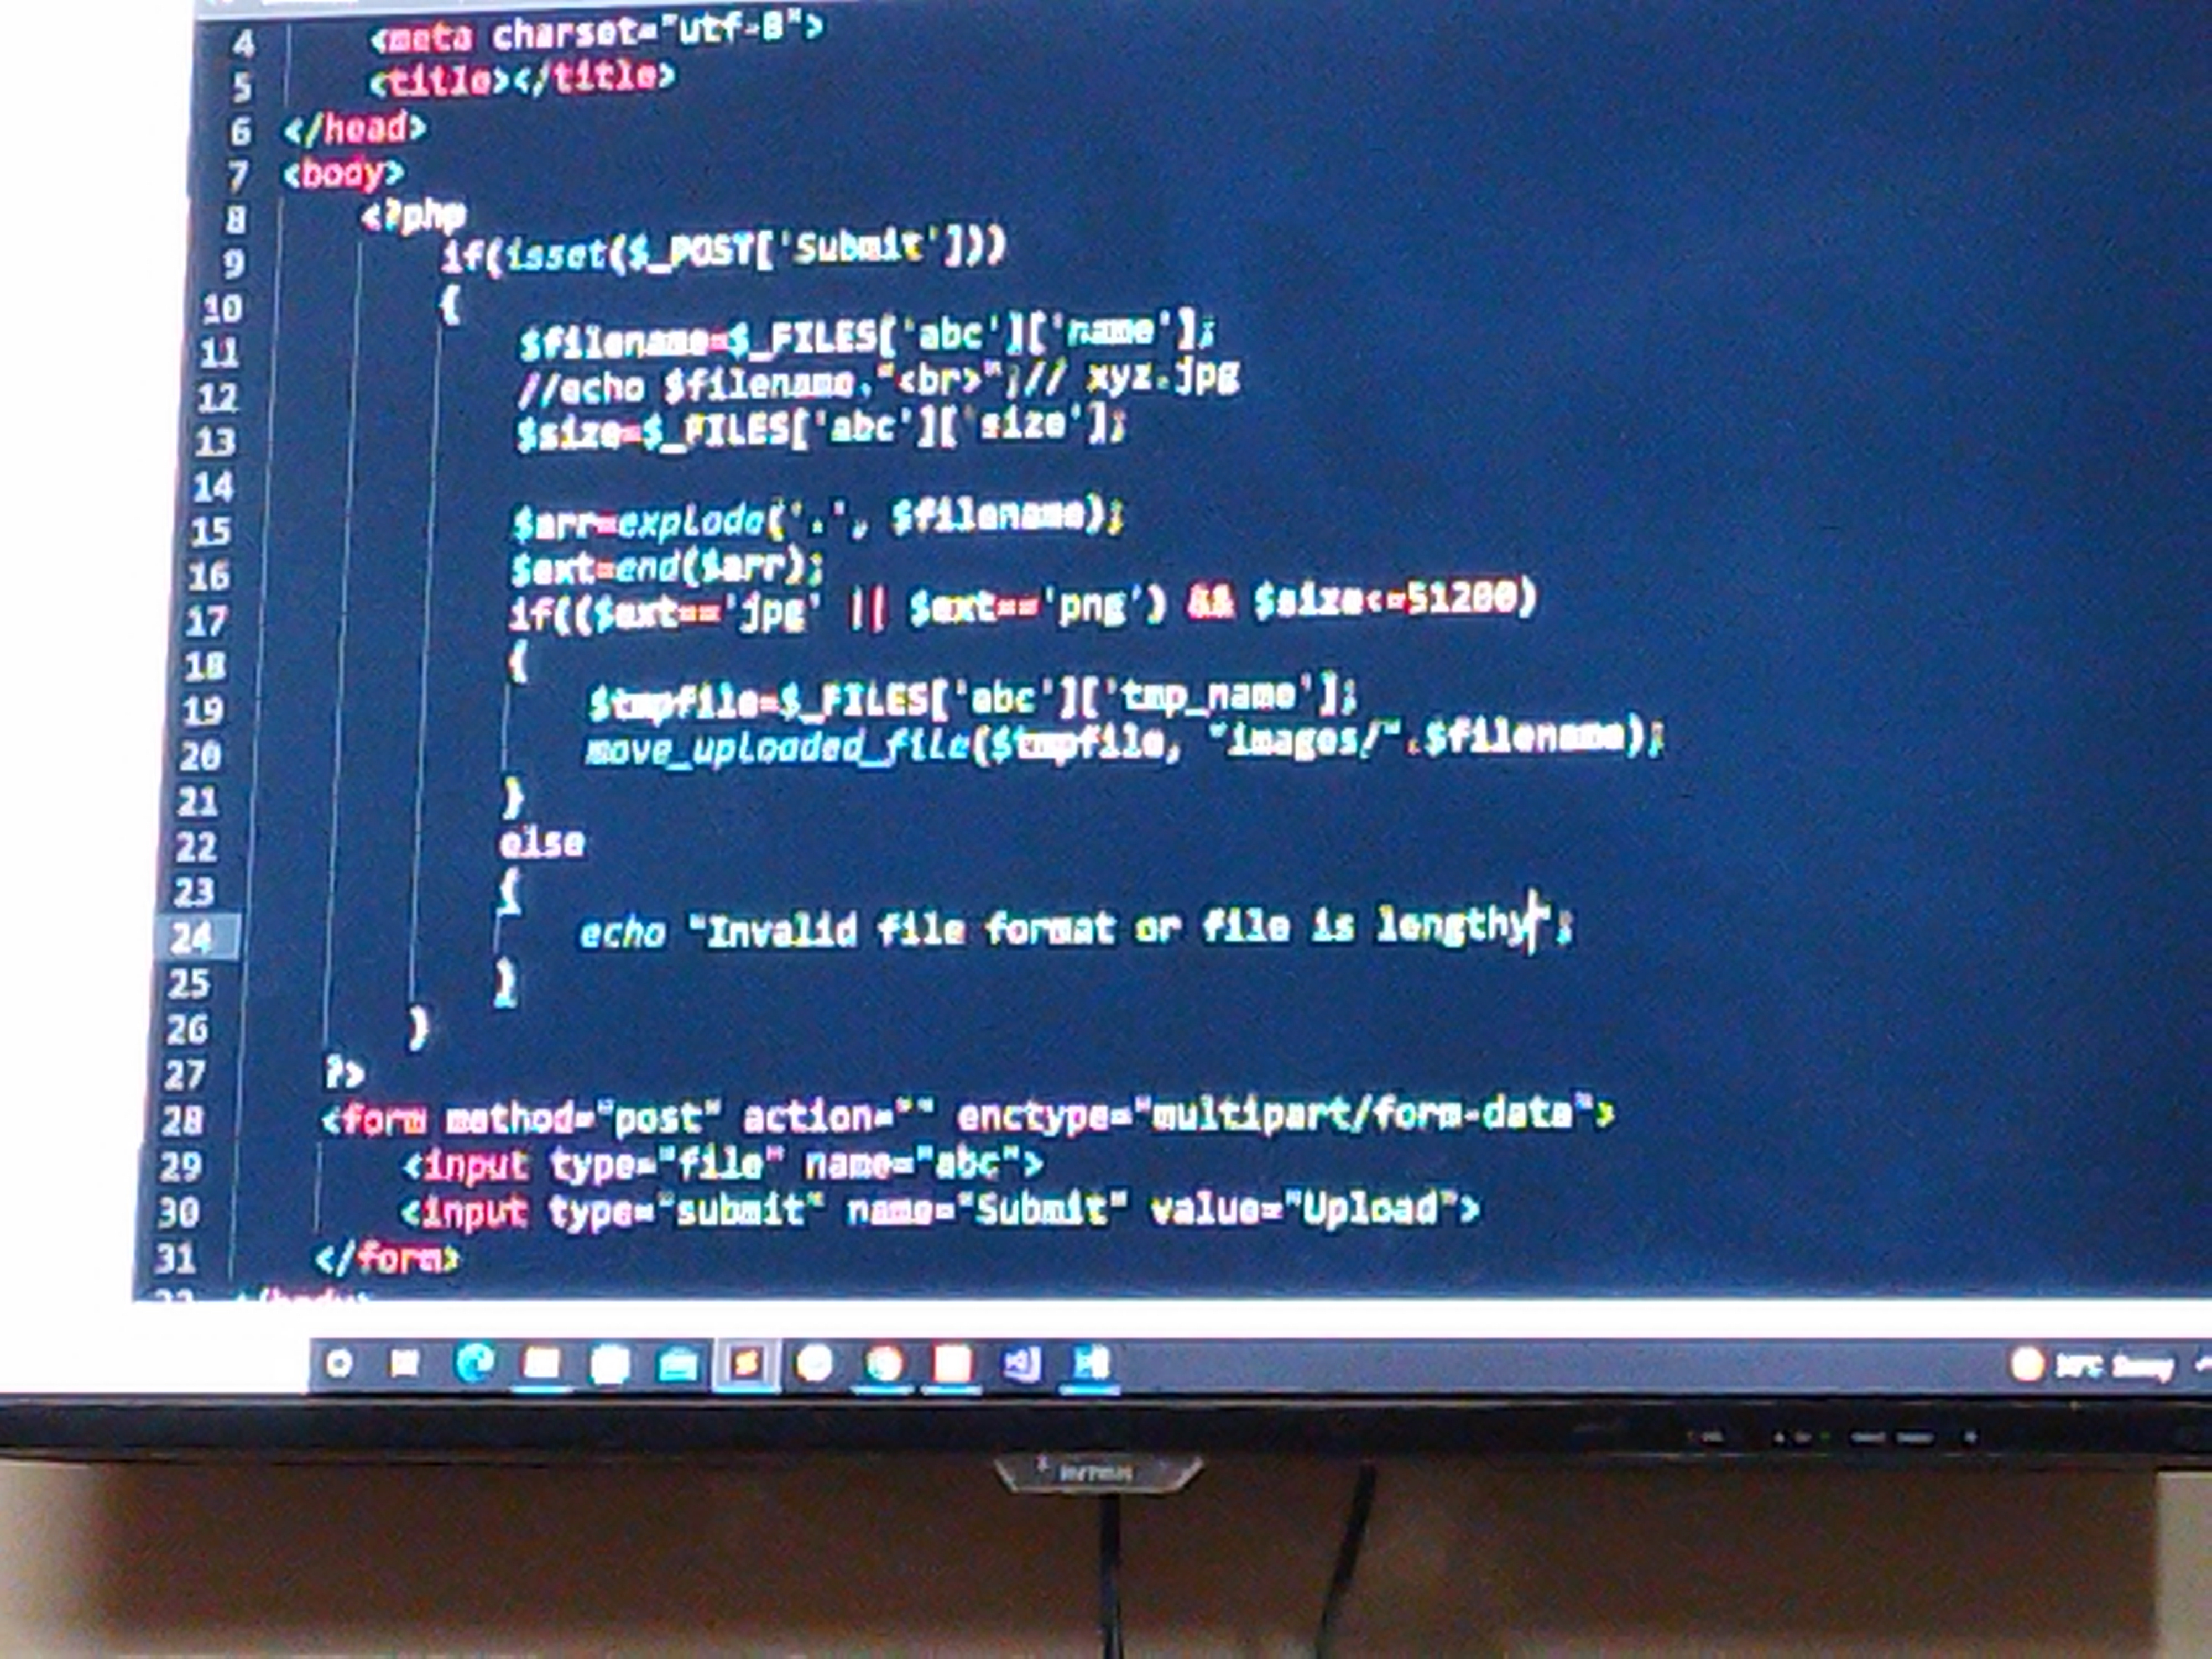 4 <meta charset="utf-8">
5 <title></title>
6 </head>
7 <body>
8 <?php
9 if(isset($_POST['Submit']))
10 {
11 $filename=$_FILES['abc']['name'];
12 //echo $filename."<br>";// xyz.jpg
13 $size=$_FILES['abc']['size'];
14
15 $arr=explode('.', $filename);
16 $ext=end($arr);
17 if(($ext=='jpg' || $ext=='png') && $size<=51200)
18 {
19 $tmpfile=$_FILES['abc']['tmp_name'];
20 move_uploaded_file($tmpfile, "images/".$filename);
21 }
22 else
23 {
24 echo "Invalid file format or file is lengthy";
25 }
26 }
27 ?>
28 <form method="post" action="" enctype="multipart/form-data">
29 <input type="file" name="abc">
30 <input type="submit" name="Submit" value="Upload">
31 </form>